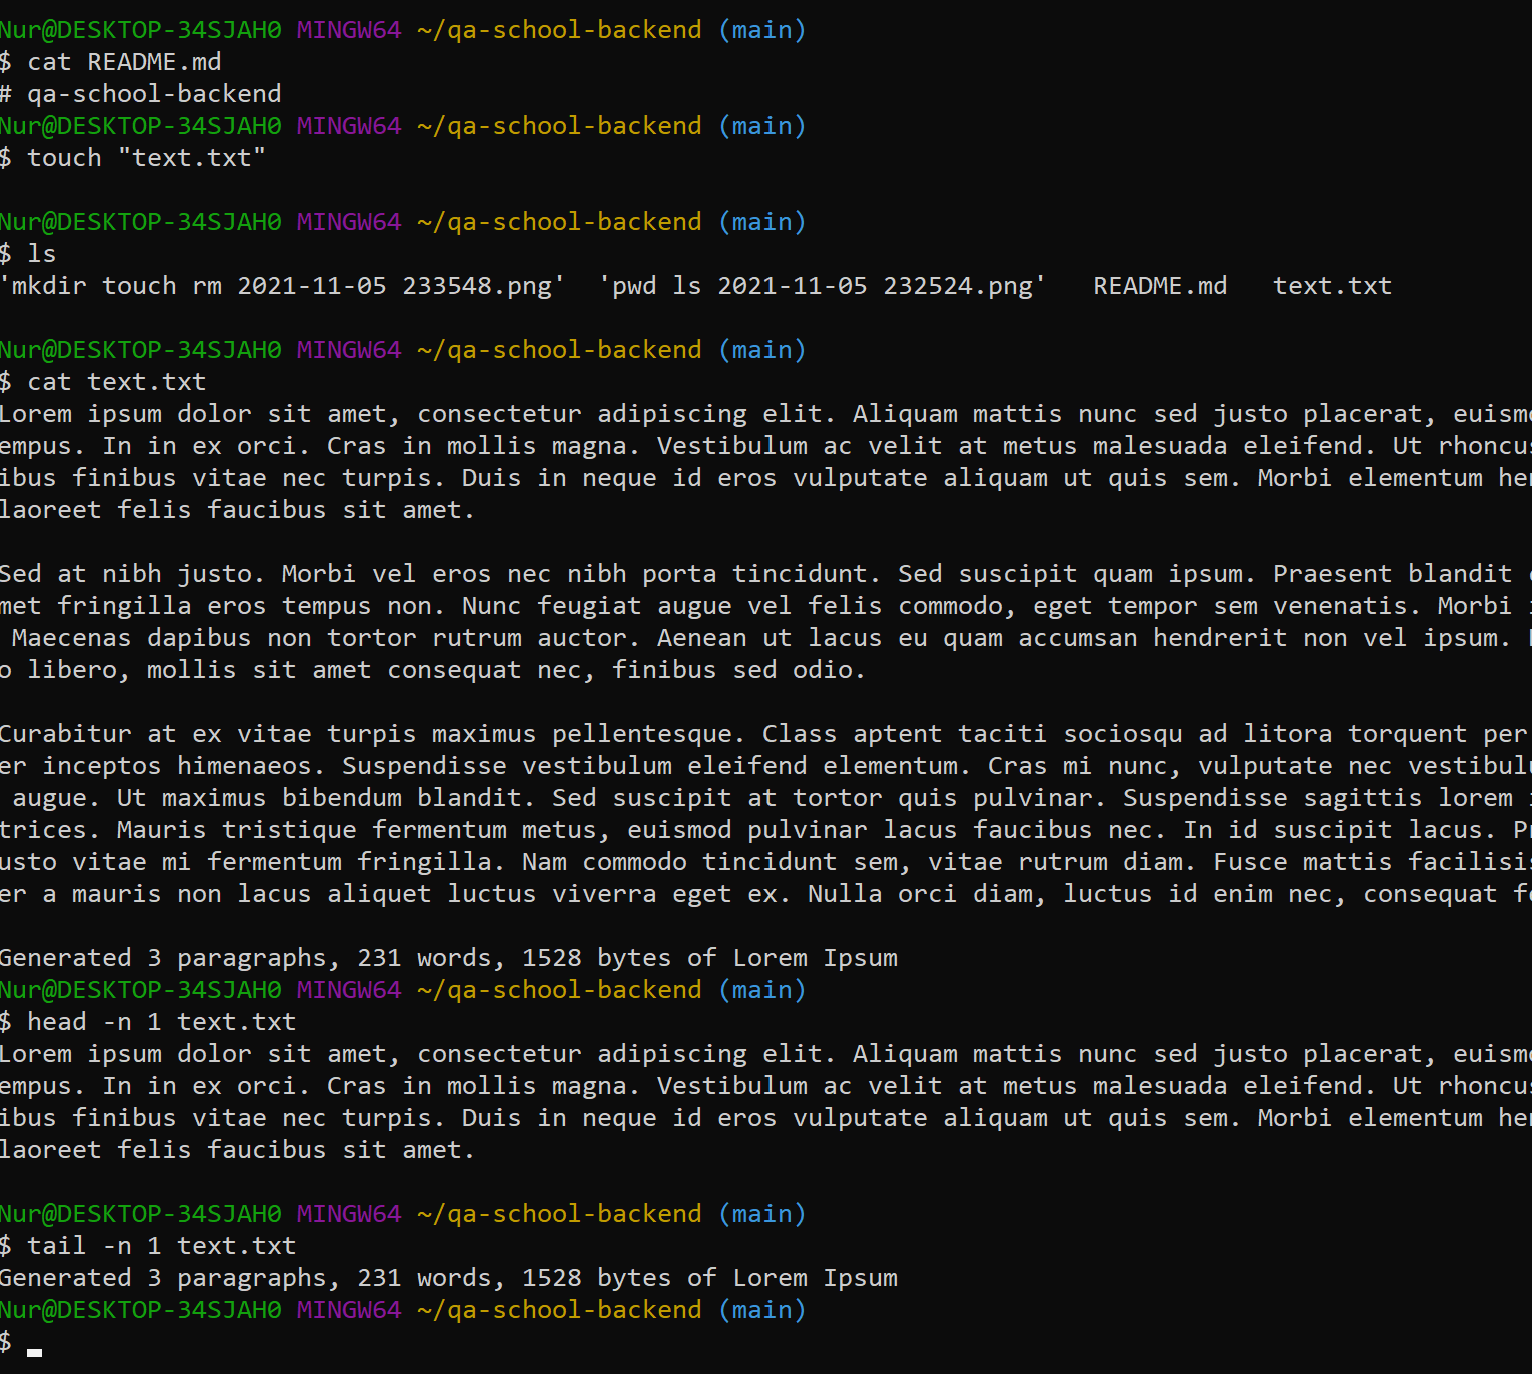 Nur@DESKTOP-34SJAH0 MINGW64 ~/qa-school-backend (main)
$ cat README.md
# qa-school-backend
Nur@DESKTOP-34SJAH0 MINGW64 ~/qa-school-backend (main)
$ touch "text.txt"
Nur@DESKTOP-34SJAH0 MINGW64 ~/qa-school-backend (main)
$ ls
'mkdir touch rm 2021-11-05 233548.png'  'pwd ls 2021-11-05 232524.png'   README.md   text.txt
Nur@DESKTOP-34SJAH0 MINGW64 ~/qa-school-backend (main)
$ cat text.txt
Lorem ipsum dolor sit amet, consectetur adipiscing elit. Aliquam mattis nunc sed justo placerat,
empus. In in ex orci. Cras in mollis magna. Vestibulum ac velit at metus malesuada eleifend. Ut rhoncus
ibus finibus vitae nec turpis. Duis in neque id eros vulputate aliquam ut quis sem. Morbi elementum
laoreet felis faucibus sit amet.
Sed at nibh justo. Morbi vel eros nec nibh porta tincidunt. Sed suscipit quam ipsum. Praesent blandit
met fringilla eros tempus non. Nunc feugiat augue vel felis commodo, eget tempor sem venenatis. Morbi
Maecenas dapibus non tortor rutrum auctor. Aenean ut lacus eu quam accumsan hendrerit non vel ipsum.
o libero, mollis sit amet consequat nec, finibus sed odio.
Curabitur at ex vitae turpis maximus pellentesque. Class aptent taciti sociosqu ad litora torquent per
er inceptos himenaeos. Suspendisse vestibulum eleifend elementum. Cras mi nunc, vulputate nec
augue. Ut maximus bibendum blandit. Sed suscipit at tortor quis pulvinar. Suspendisse sagittis lorem
trices. Mauris tristique fermentum metus, euismod pulvinar lacus faucibus nec. In id suscipit lacus.
usto vitae mi fermentum fringilla. Nam commodo tincidunt sem, vitae rutrum diam. Fusce mattis facilisis
er a mauris non lacus aliquet luctus viverra eget ex. Nulla orci diam, luctus id enim nec, consequat
Generated 3 paragraphs, 231 words, 1528 bytes of Lorem Ipsum
Nur@DESKTOP-34SJAH0 MINGW64 ~/qa-school-backend (main)
$ head -n 1 text.txt
Lorem ipsum dolor sit amet, consectetur adipiscing elit. Aliquam mattis nunc sed justo placerat,
empus. In in ex orci. Cras in mollis magna. Vestibulum ac velit at metus malesuada eleifend. Ut rhoncus
ibus finibus vitae nec turpis. Duis in neque id eros vulputate aliquam ut quis sem. Morbi elementum
laoreet felis faucibus sit amet.
Nur@DESKTOP-34SJAH0 MINGW64 ~/qa-school-backend (main)
$ tail -n 1 text.txt
Generated 3 paragraphs, 231 words, 1528 bytes of Lorem Ipsum
Nur@DESKTOP-34SJAH0 MINGW64 ~/qa-school-backend (main)
$